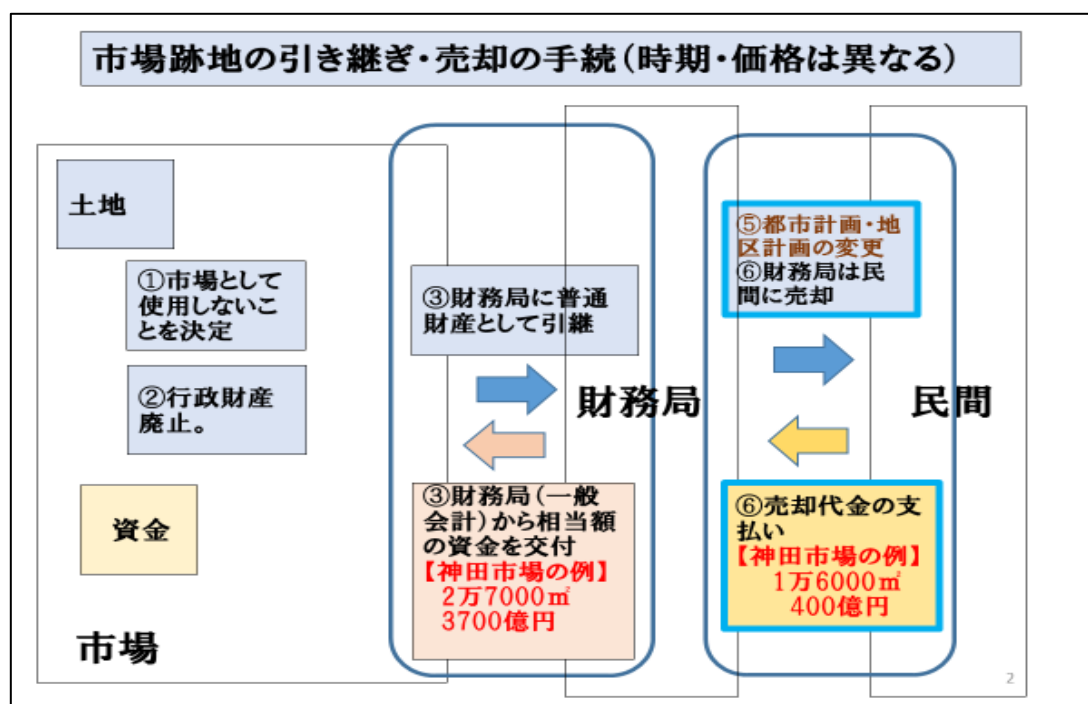 市場跡地の引き継ぎ・売却の手続(時期・価格は異なる)
土地
①市場として
使用しないこ
とを決定
②行政財産
廃止。
資金
市場
③財務局に普通
財産として引継
財務局
③財務局(一般
会計)から相当額
の資金を交付
【神田市場の例】
2万7000㎡
3700億円
⑤都市計画・地
区計画の変更
⑥財務局は民
間に売却
民間
⑥売却代金の支
払い
【神田市場の例】
1万6000㎡
400億円
2